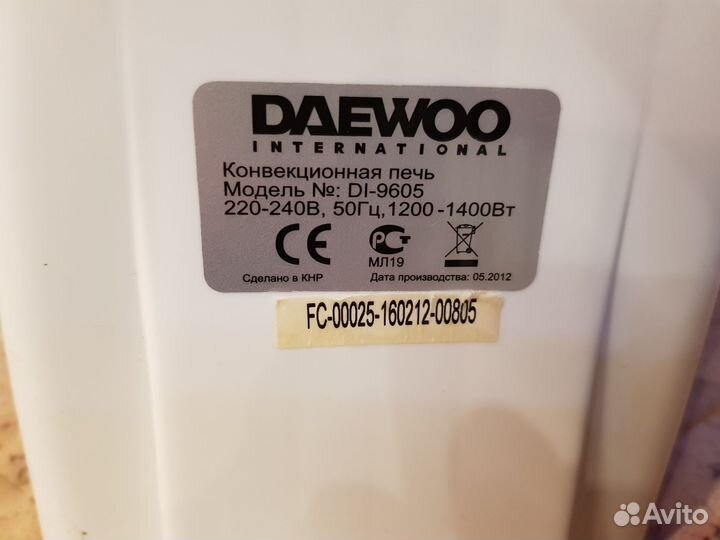 DAEWOO
INTERNATIONAL
Конвекционная печь
Модель №: DI-9605
220-240В, 50Гц,1200-1400Вт
CE РСТ
МЛ19
Сделано в КНР Дата производства: 05.2012
FC-00025-160212-00805
Avito